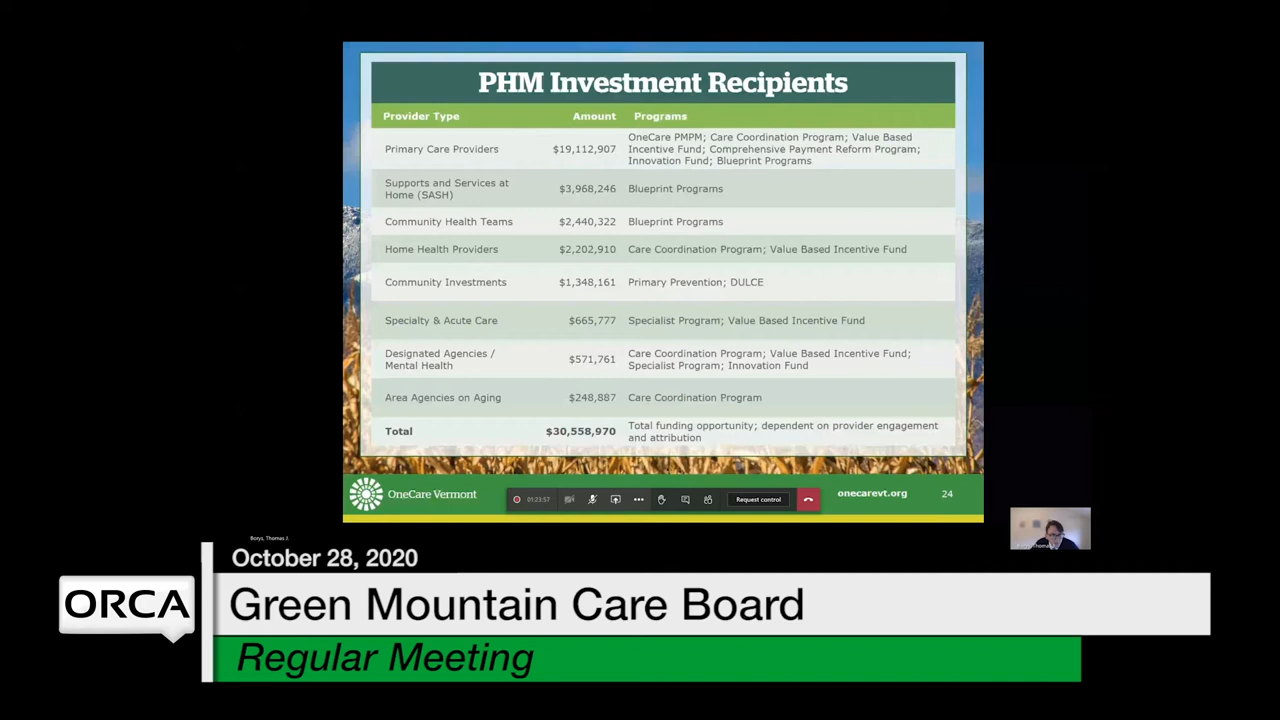 PHM Investment Recipients
Provider Type Amount Programs
Primary Care Providers $19,112,907 OneCare PMPM; Care Coordination Program; Value Based
Incentive Fund; Comprehensive Payment Reform Program;
Innovation Fund; Blueprint Programs
Supports and Services at
Home (SASH) $3,968,246 Blueprint Programs
Community Health Teams $2,440,322 Blueprint Programs
Home Health Providers $2,202,910 Care Coordination Program; Value Based Incentive Fund
Community Investments $1,348,161 Primary Prevention; DULCE
Specialty & Acute Care $665,777 Specialist Program; Value Based Incentive Fund
Designated Agencies / Care Coordination Program; Value Based Incentive Fund;
Mental Health $571,761 Specialist Program; Innovation Fund
Area Agencies on Aging $248,887 Care Coordination Program
Total $30,558,970 Total funding opportunity; dependent on provider engagement
and attribution
OneCare Vermont 01:23:57 Request control onecarevt.org 24
Borys, Thomas J.
October 28, 2020
ORCA Green Mountain Care Board
Regular Meeting